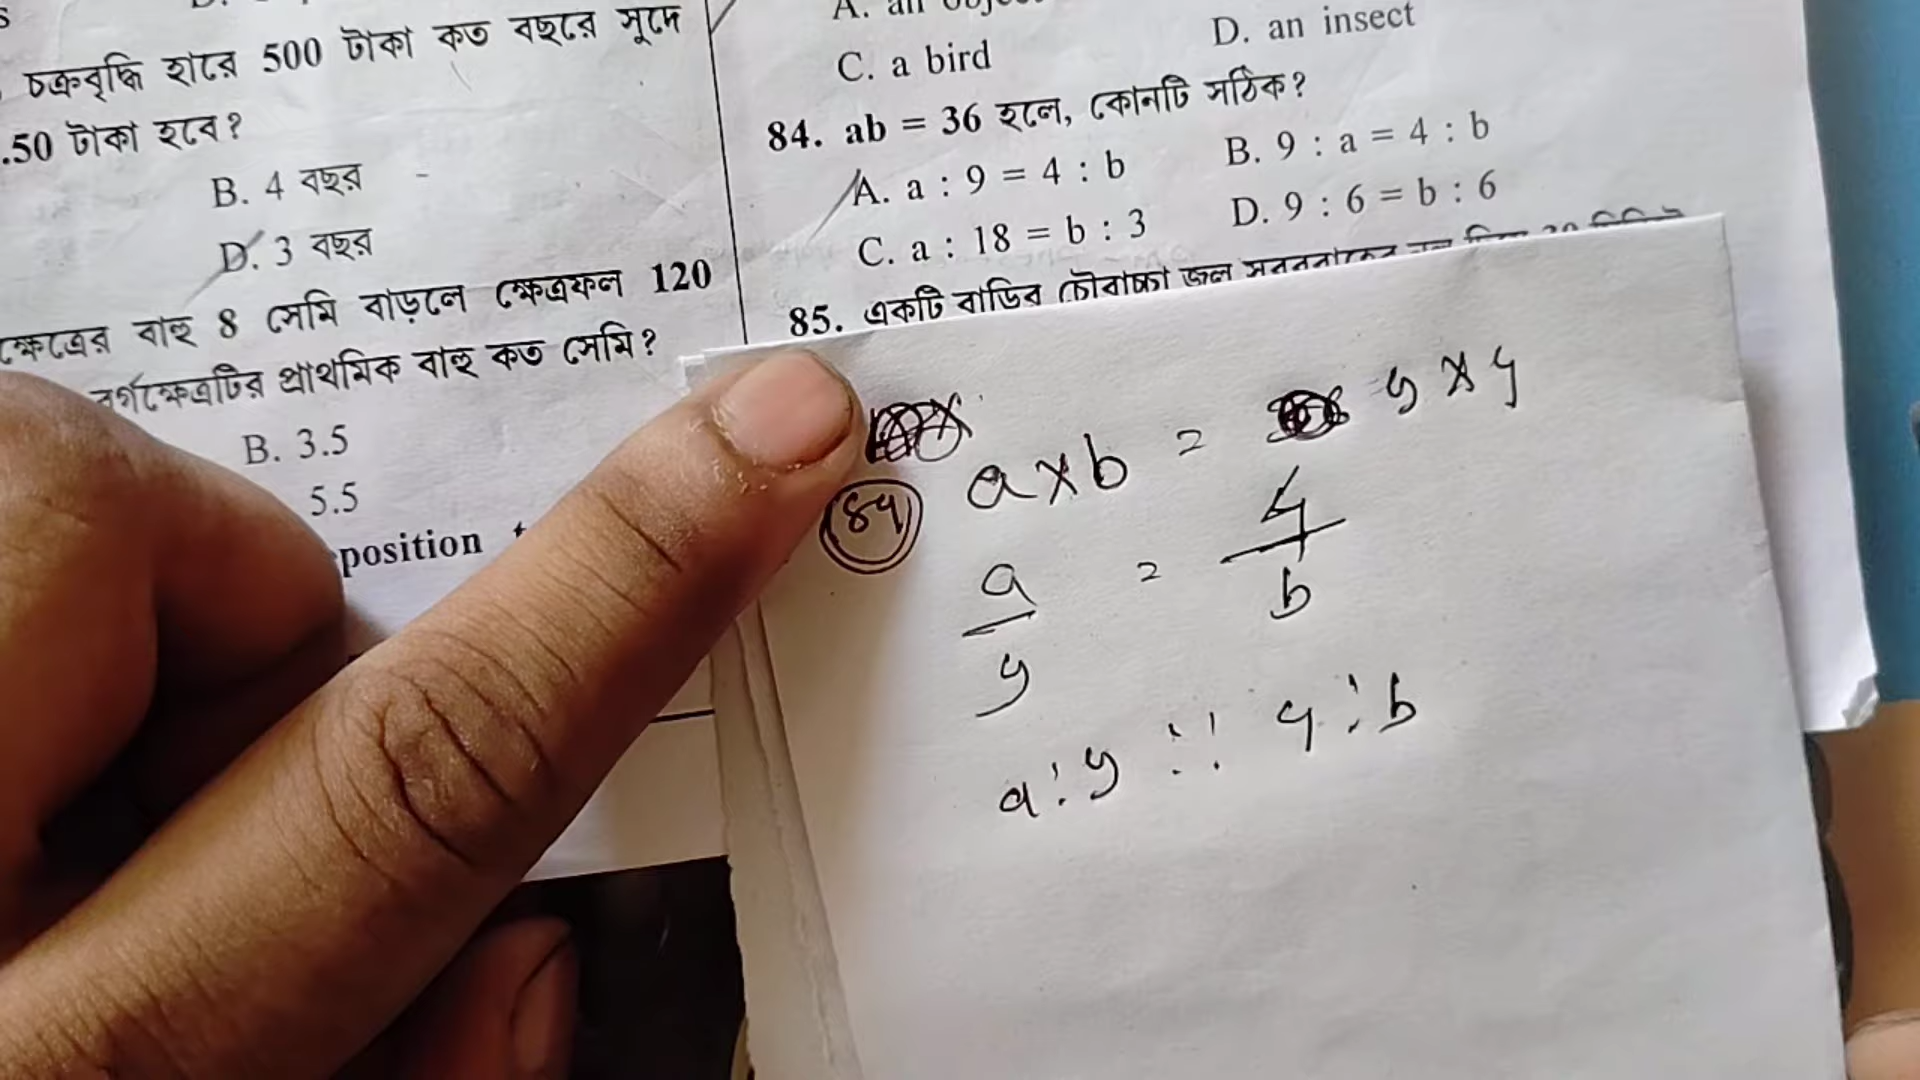 চক্রবৃদ্ধি হারে 500 টাকা কত বছরে সুদে
.50 টাকা হবে?
B. 4 বছর
D. 3 বছর
ক্ষেত্রের বাহু 8 সেমি বাড়লে ক্ষেত্রফল 120
বর্গক্ষেত্রটির প্রাথমিক বাহু কত সেমি?
B. 3.5
5.5
position
C. a bird
D. an insect
84. ab = 36 হলে, কোনটি সঠিক?
A. a : 9 = 4 : b
B. 9 : a = 4 : b
C. a : 18 = b : 3
D. 9 : 6 = b : 6
85. একটি বাড়ির চৌবাচ্চা জল
84
a x b = 9 x 4
a/9 = 4/b
a : 9 :: 4 : b